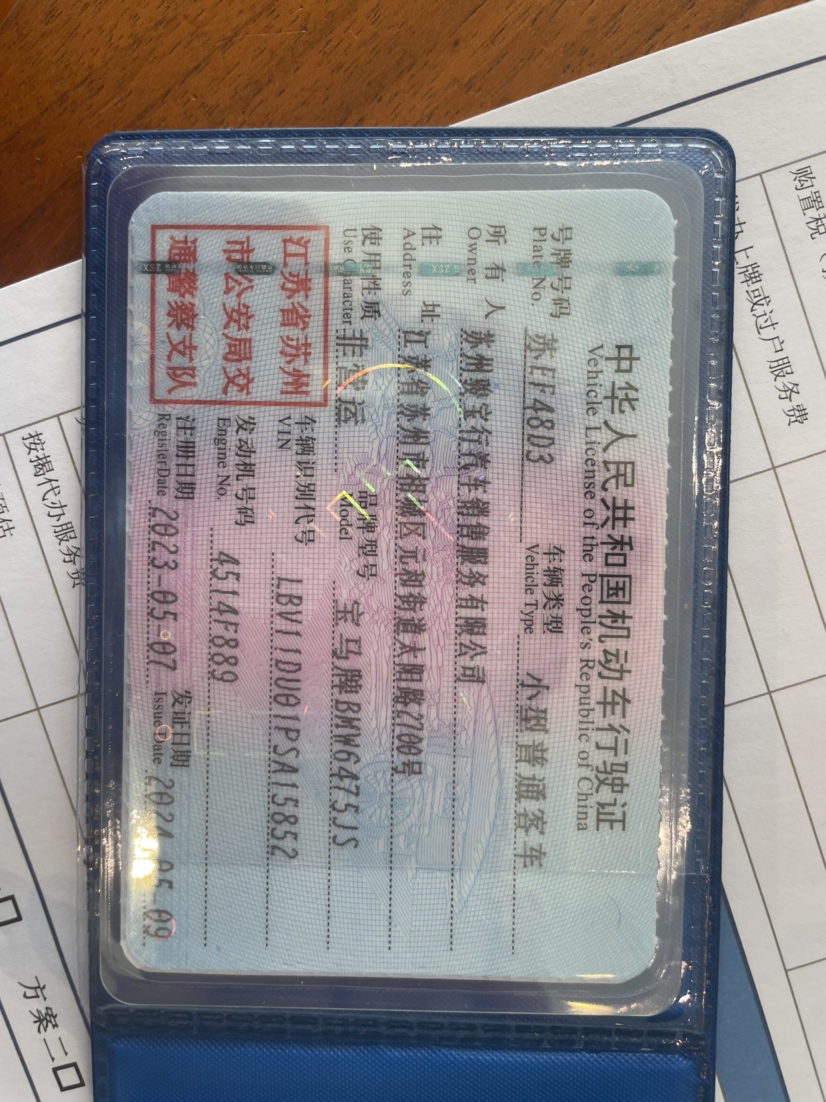 中华人民共和国机动车行驶证
Vehicle License of the People's Republic of China
号牌号码 苏EF48D3 车辆类型 小型普通客车
Plate No. Vehicle Type
所有人 苏州骏宝行汽车销售服务有限公司
Owner
住址 江苏省苏州市相城区元和街道太阳路2700号
Address
使用性质 非营运 品牌型号 宝马牌BMW6475JS
Use Character Model
江苏省苏州
市公安局交
通警察支队
车辆识别代号 LBV11DU01PSA15852
VIN
发动机号码 4514F889
Engine No.
注册日期 2023-05-07 发证日期 2024-05-09
Register Date Issue Date
购置税
代办上牌或过户服务费
按揭代办服务费
方案二□